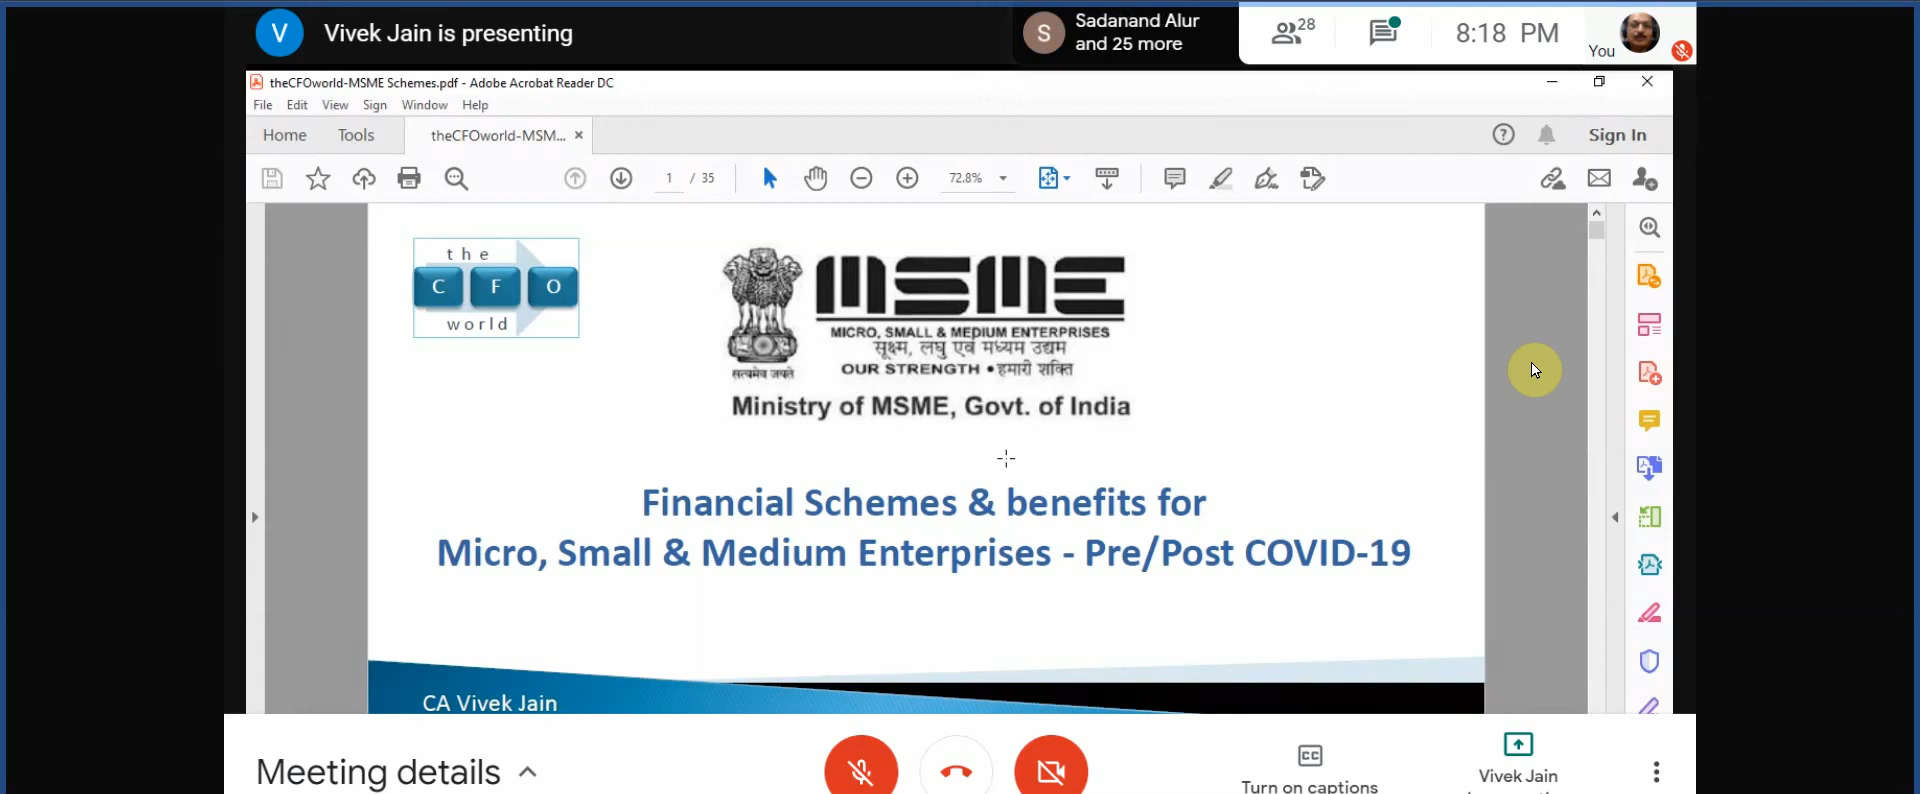 V
Vivek Jain is presenting
S
Sadanand Alur
and 25 more
28
8:18 PM
You
theCFOworld-MSME Schemes.pdf - Adobe Acrobat Reader DC
File Edit View Sign Window Help
Home Tools theCFOworld-MSM... ×
Sign In
1 / 35
72.8%
the
C F O
world
MSME
MICRO, SMALL & MEDIUM ENTERPRISES
सूक्ष्म, लघु एवं मध्यम उद्यम
OUR STRENGTH • हमारी शक्ति
सत्यमेव जयते
Ministry of MSME, Govt. of India
Financial Schemes & benefits for
Micro, Small & Medium Enterprises - Pre/Post COVID-19
CA Vivek Jain
Meeting details
CC
Turn on captions
Vivek Jain